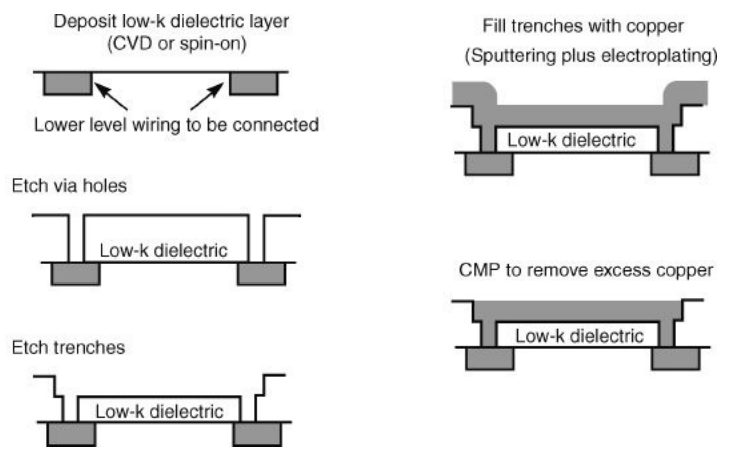 Deposit low-k dielectric layer
(CVD or spin-on)
Lower level wiring to be connected
Etch via holes
Low-k dielectric
Etch trenches
Low-k dielectric
Fill trenches with copper
(Sputtering plus electroplating)
Low-k dielectric
CMP to remove excess copper
Low-k dielectric